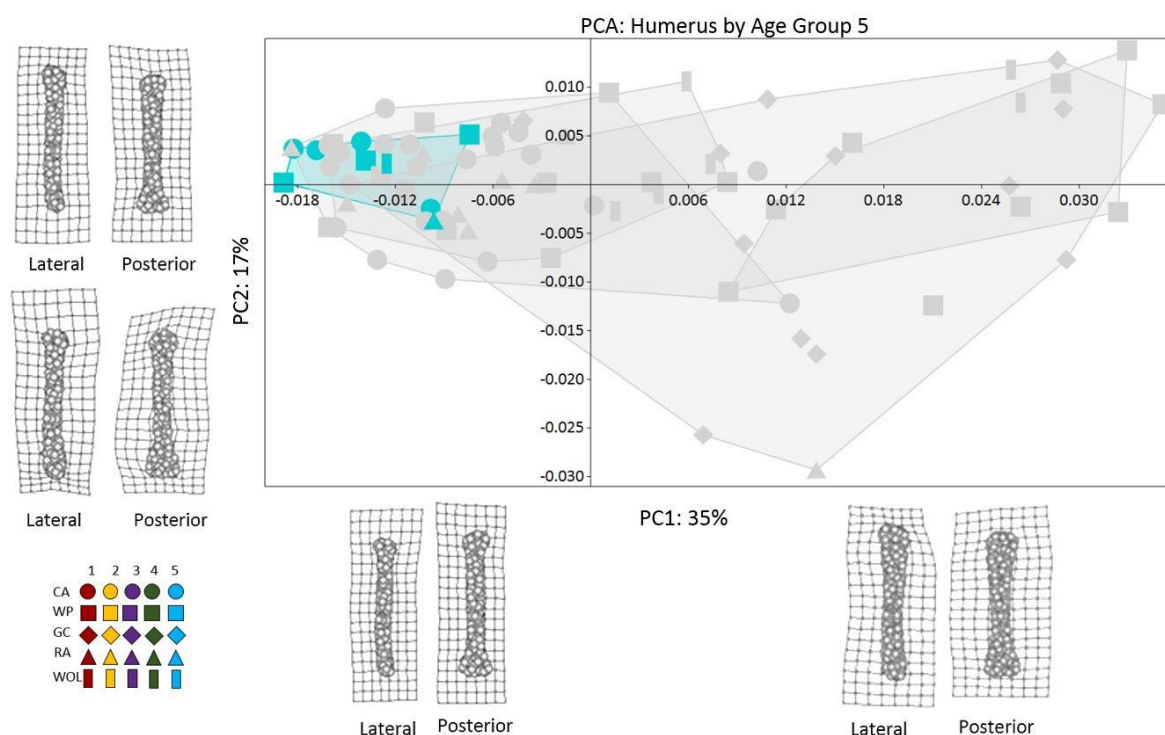 PCA: Humerus by Age Group 5
0.010
0.005
-0.018
-0.012
-0.006
0.006
0.012
0.018
0.024
0.030
-0.005
-0.010
-0.015
-0.020
-0.025
-0.030
PC2: 17%
PC1: 35%
Lateral
Posterior
Lateral
Posterior
Lateral
Posterior
Lateral
Posterior
1 2 3 4 5
CA
WP
GC
RA
WOL